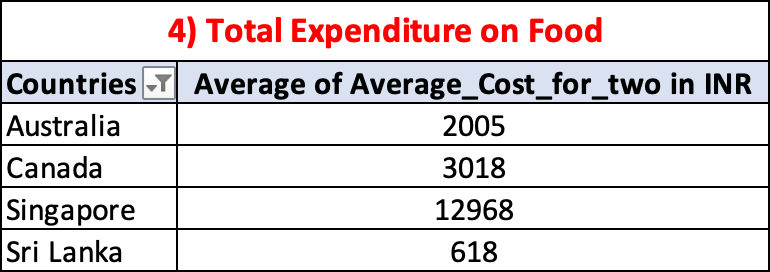 4) Total Expenditure on Food
Countries Average of Average_Cost_for_two in INR
Australia 2005
Canada 3018
Singapore 12968
Sri Lanka 618